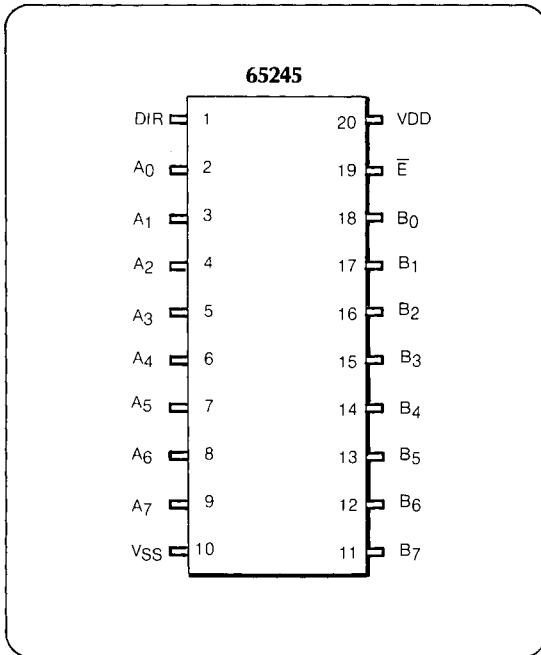 65245
DIR 1 20 VDD
A0 2 19 E̅
A1 3 18 B0
A2 4 17 B1
A3 5 16 B2
A4 6 15 B3
A5 7 14 B4
A6 8 13 B5
A7 9 12 B6
VSS 10 11 B7